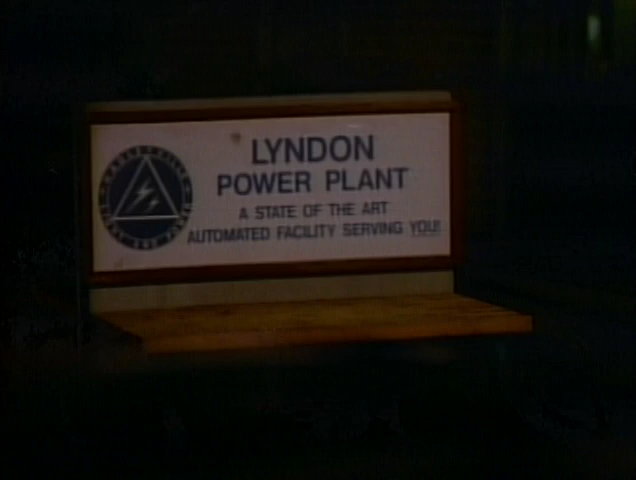 LYNDON
POWER PLANT
A STATE OF THE ART
AUTOMATED FACILITY SERVING YOU!